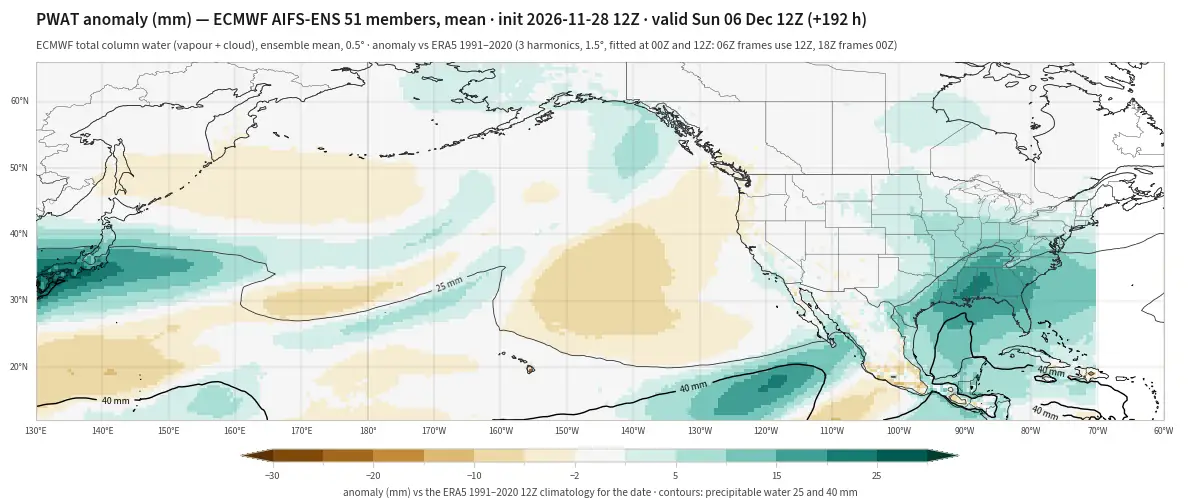 PWAT anomaly (mm) — ECMWF AIFS-ENS 51 members, mean · init 2026-11-28 12Z · valid Sun 06 Dec 12Z (+192 h)
ECMWF total column water (vapour + cloud), ensemble mean, 0.5° · anomaly vs ERA5 1991–2020 (3 harmonics, 1.5°, fitted at 00Z and 12Z: 06Z frames use 12Z, 18Z frames 00Z)
60°N
50°N
40°N
30°N
20°N
25 mm
40 mm
40 mm
40 mm
40 mm
130°E 140°E 150°E 160°E 170°E 180° 170°W 160°W 150°W 140°W 130°W 120°W 110°W 100°W 90°W 80°W 70°W 60°W
−30 −20 −10 −2 5 15 25
anomaly (mm) vs the ERA5 1991–2020 12Z climatology for the date · contours: precipitable water 25 and 40 mm